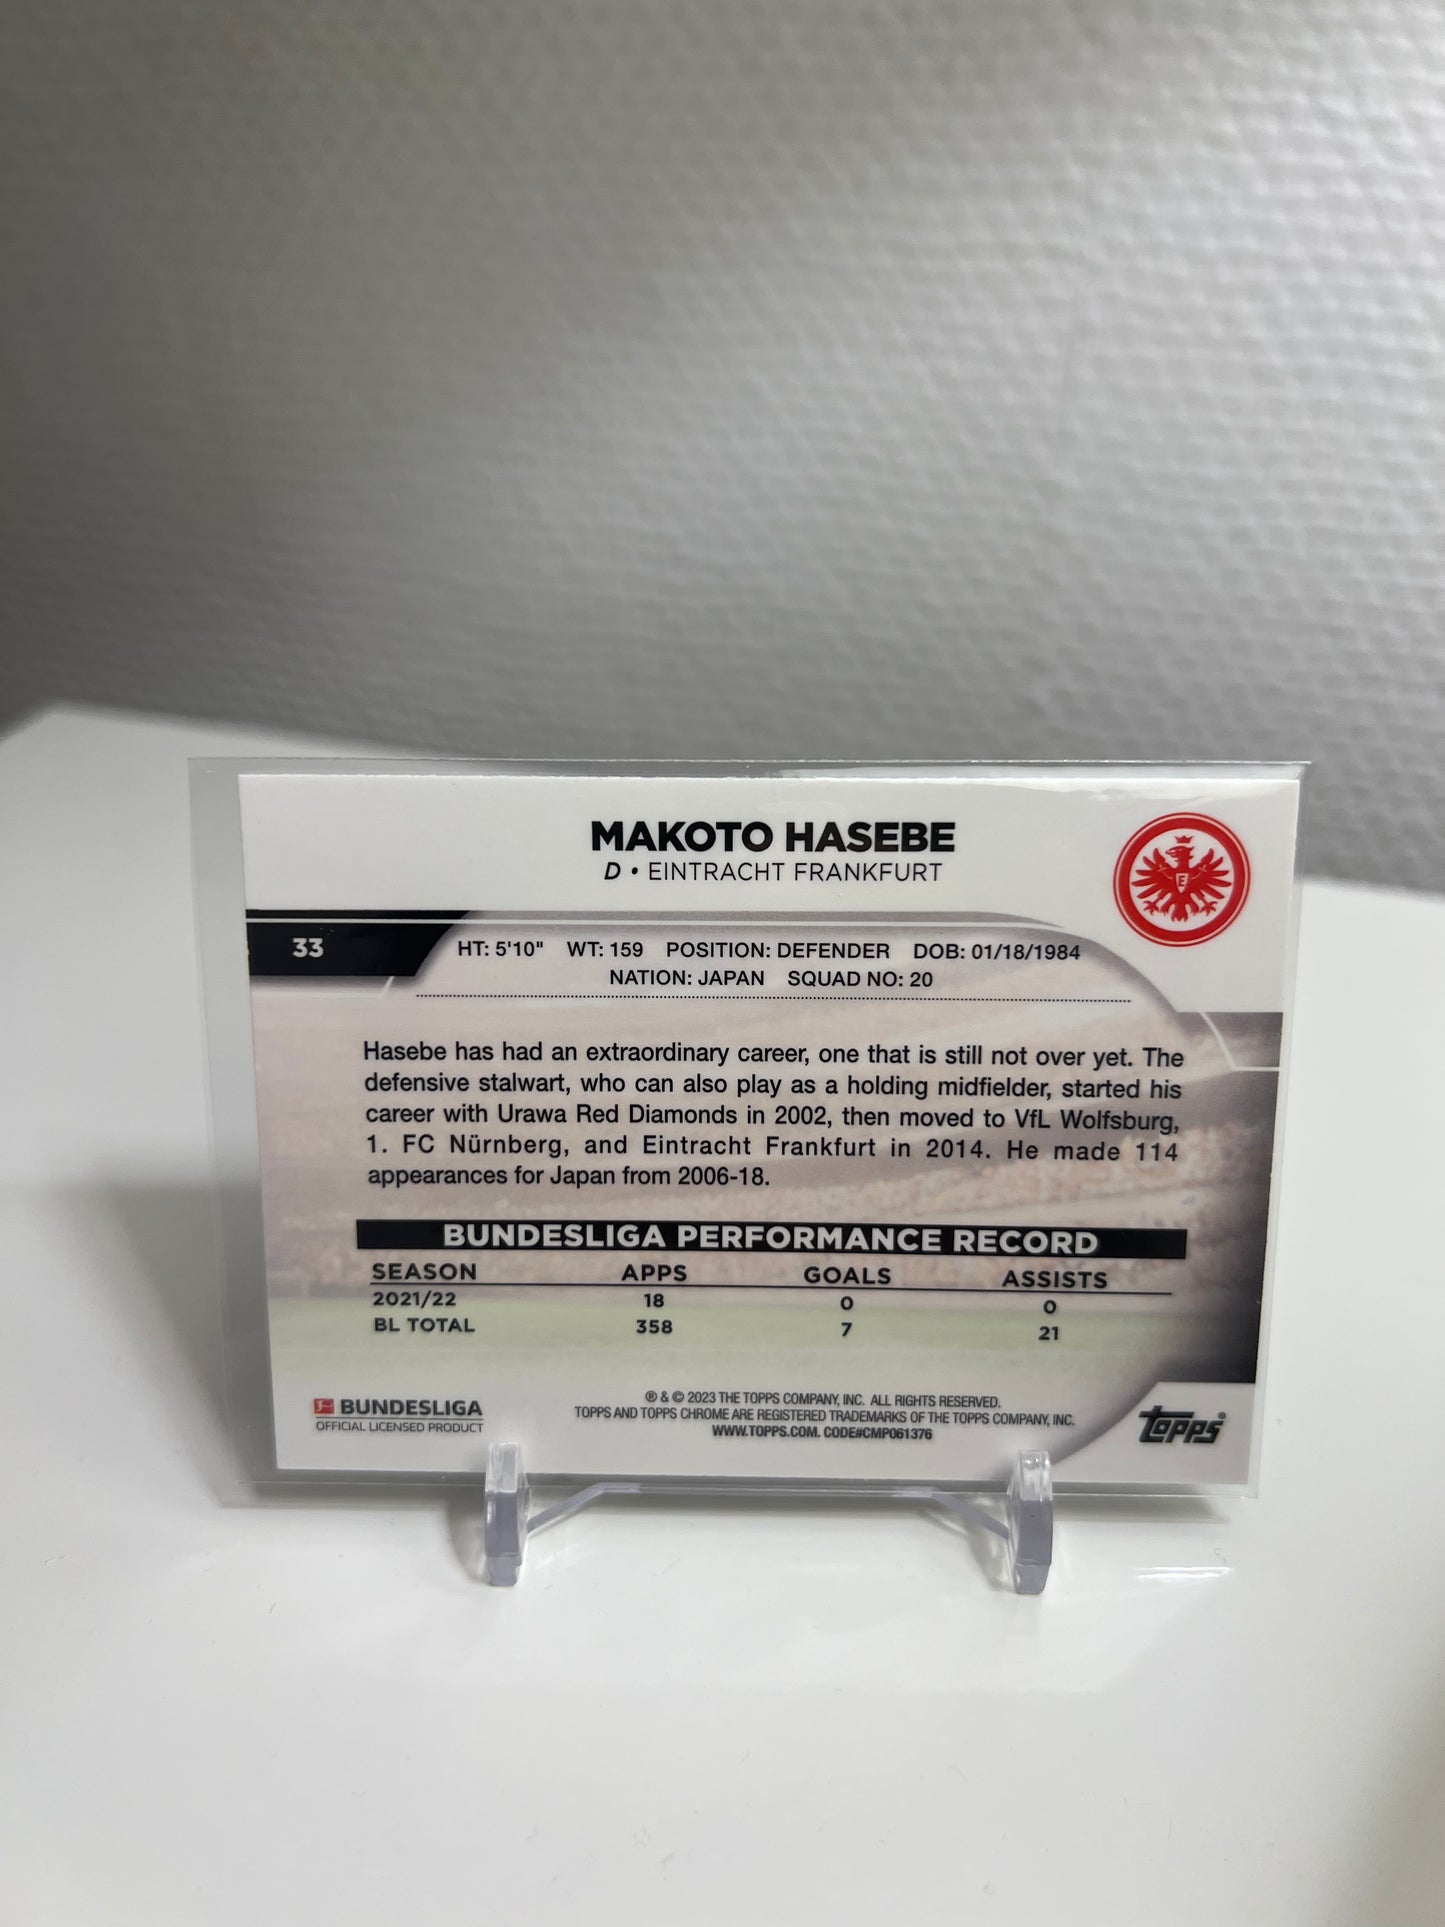 MAKOTO HASEBE
D • EINTRACHT FRANKFURT
E
33
HT: 5'10" WT: 159 POSITION: DEFENDER DOB: 01/18/1984
NATION: JAPAN SQUAD NO: 20
Hasebe has had an extraordinary career, one that is still not over yet. The
defensive stalwart, who can also play as a holding midfielder, started his
career with Urawa Red Diamonds in 2002, then moved to VfL Wolfsburg,
1. FC Nürnberg, and Eintracht Frankfurt in 2014. He made 114
appearances for Japan from 2006-18.
BUNDESLIGA PERFORMANCE RECORD
SEASON APPS GOALS ASSISTS
2021/22 18 0 0
BL TOTAL 358 7 21
BUNDESLIGA
OFFICIAL LICENSED PRODUCT
® & © 2023 THE TOPPS COMPANY, INC. ALL RIGHTS RESERVED.
TOPPS AND TOPPS CHROME ARE REGISTERED TRADEMARKS OF THE TOPPS COMPANY, INC.
WWW.TOPPS.COM. CODE#CMP061376
topps®